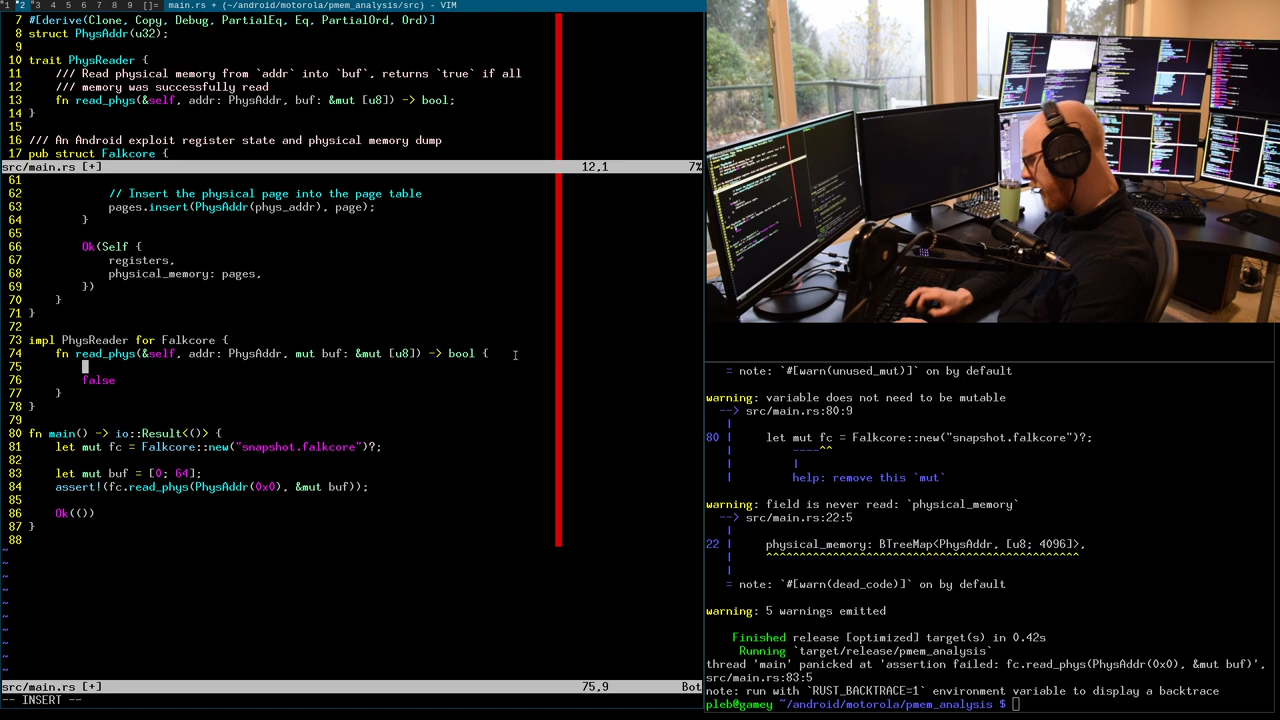 1 2 3 4 5 6 7 8 9 []= main.rs + (~/android/motorola/pmem_analysis/src) - VIM
7 #[derive(Clone, Copy, Debug, PartialEq, Eq, PartialOrd, Ord)]
8 struct PhysAddr(u32);
9
10 trait PhysReader {
11     /// Read physical memory from `addr` into `buf`, returns `true` if all
12     /// memory was successfully read
13     fn read_phys(&self, addr: PhysAddr, buf: &mut [u8]) -> bool;
14 }
15
16 /// An Android exploit register state and physical memory dump
17 pub struct Falkcore {
src/main.rs [+] 12,1 7%
61
62             // Insert the physical page into the page table
63             pages.insert(PhysAddr(phys_addr), page);
64         }
65
66         Ok(Self {
67             registers,
68             physical_memory: pages,
69         })
70     }
71 }
72
73 impl PhysReader for Falkcore {
74     fn read_phys(&self, addr: PhysAddr, mut buf: &mut [u8]) -> bool {
75
76         false
77     }
78 }
79
80 fn main() -> io::Result<()> {
81     let mut fc = Falkcore::new("snapshot.falkcore")?;
82
83     let mut buf = [0; 64];
84     assert!(fc.read_phys(PhysAddr(0x0), &mut buf));
85
86     Ok(())
87 }
88
~
~
~
~
~
~
~
~
~
~
src/main.rs [+] 75,9 Bot
-- INSERT --
= note: `#[warn(unused_mut)]` on by default
warning: variable does not need to be mutable
--> src/main.rs:80:9
|
80 |     let mut fc = Falkcore::new("snapshot.falkcore")?;
|         ----^^
|         |
|         help: remove this `mut`
warning: field is never read: `physical_memory`
--> src/main.rs:22:5
|
22 |     physical_memory: BTreeMap<PhysAddr, [u8; 4096]>,
|     ^^^^^^^^^^^^^^^^^^^^^^^^^^^^^^^^^^^^^^^^^^^^^^^
|
= note: `#[warn(dead_code)]` on by default
warning: 5 warnings emitted
Finished release [optimized] target(s) in 0.42s
Running `target/release/pmem_analysis`
thread 'main' panicked at 'assertion failed: fc.read_phys(PhysAddr(0x0), &mut buf)',
src/main.rs:83:5
note: run with `RUST_BACKTRACE=1` environment variable to display a backtrace
pleb@gamey ~/android/motorola/pmem_analysis $